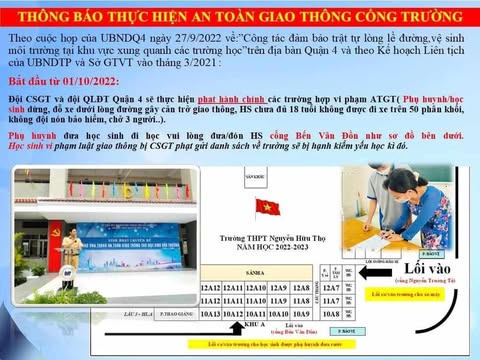 THÔNG BÁO THỰC HIỆN AN TOÀN GIAO THÔNG CỔNG TRƯỜNG
Theo cuộc họp của UBNDQ4 ngày 27/9/2022 về:"Công tác đảm bảo trật tự lòng lề đường,vệ sinh
môi trường tại khu vực xung quanh các trường học"trên địa bàn Quận 4 và theo Kế hoạch Liên tịch
của UBNDTP và Sở GTVT vào tháng 3/2021 :
Bắt đầu từ 01/10/2022:
Đội CSGT và đội QLĐT Quận 4 sẽ thực hiện phạt hành chính các trường hợp vi phạm ATGT( Phụ huynh/học
sinh dừng, đỗ xe dưới lòng đường gây cản trở giao thông, HS chưa đủ 18 tuổi không được đi xe trên 50 phân khối,
không đội nón bảo hiểm, chở 3 người..).
Phụ huynh đưa học sinh đi học vui lòng đưa/đón HS cổng Bến Vân Đồn như sơ đồ bên dưới.
Học sinh vi phạm luật giao thông bị CSGT phạt gửi danh sách về trường sẽ bị hạnh kiểm yếu học kì đó.
SÂN KHẤU
Trường THPT Nguyễn Hữu Thọ
NĂM HỌC 2022-2023
SẢNH A
12A12 12A11 12A10 12A9 12A8
11A12 11A11 11A10 11A9 11A8
10A13 10A12 10A11 10A9 10A8
12A7
11A7
10A7
LẦU 3 - HLA
P.THAO GIẢNG
KHU A
Lối vào
(cổng Bến Vân Đồn)
P.BẢO VỆ
Lối ra/vào trường cho học sinh được phụ huynh đưa rước
P.BẢO VỆ
Lối vào
(cổng Nguyễn Trường Tộ)
Lối ra/vào trường cho xe máy